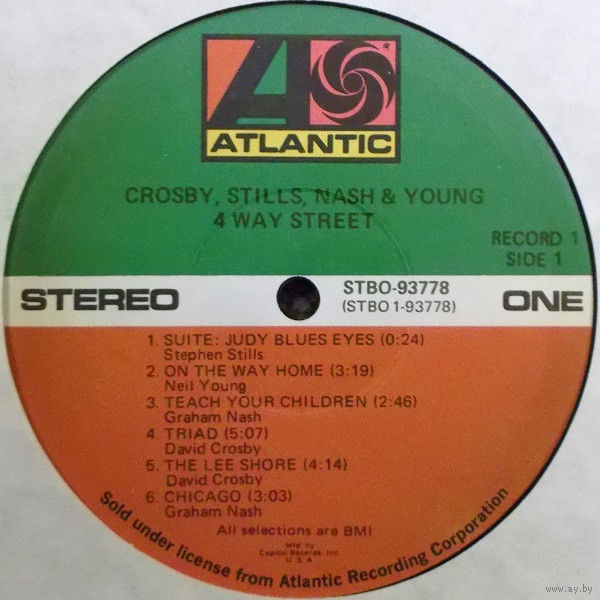 ATLANTIC
CROSBY, STILLS, NASH & YOUNG
4 WAY STREET
RECORD 1
SIDE 1
STEREO
STBO-93778
(STBO 1-93778)
ONE
1. SUITE: JUDY BLUES EYES (0:24)
Stephen Stills
2. ON THE WAY HOME (3:19)
Neil Young
3. TEACH YOUR CHILDREN (2:46)
Graham Nash
4. TRIAD (5:07)
David Crosby
5. THE LEE SHORE (4:14)
David Crosby
6. CHICAGO (3:03)
Graham Nash
All selections are BMI
Mfd. by
Capitol Records, Inc.
U S A
Sold under license from Atlantic Recording Corporation
www.ay.by